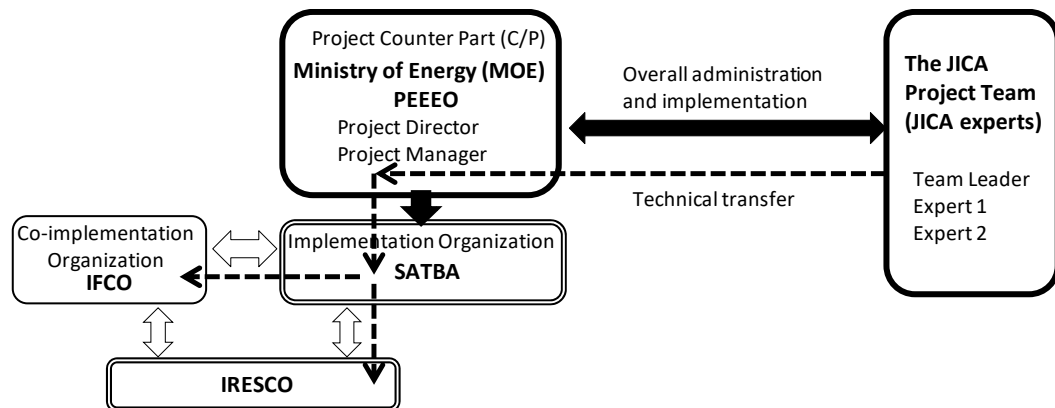 Project Counter Part (C/P)
Ministry of Energy (MOE)
PEEEO
Project Director
Project Manager
Overall administration
and implementation
The JICA
Project Team
(JICA experts)
Team Leader
Expert 1
Expert 2
Technical transfer
Co-implementation
Organization
IFCO
Implementation Organization
SATBA
IRESCO